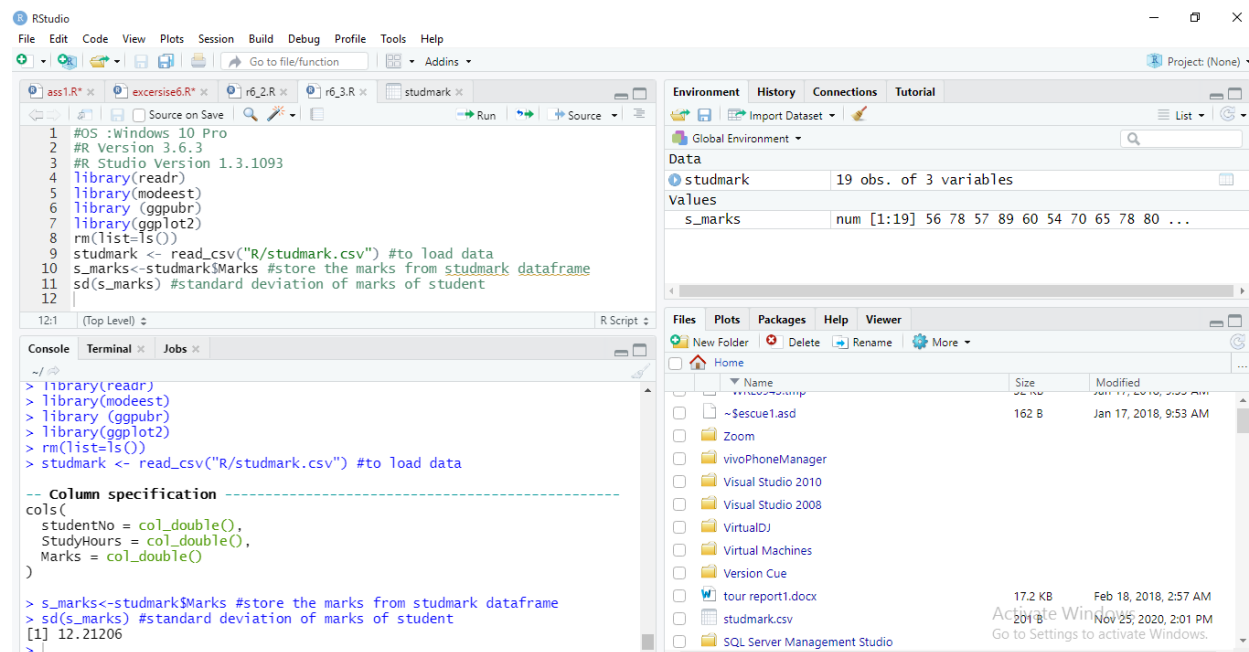 RStudio
File Edit Code View Plots Session Build Debug Profile Tools Help
Go to file/function Addins Project: (None)
ass1.R* excersise6.R* r6_2.R r6_3.R studmark
Source on Save Run Source
1 #OS :Windows 10 Pro
2 #R Version 3.6.3
3 #R Studio Version 1.3.1093
4 library(readr)
5 library(modeest)
6 library (ggpubr)
7 library(ggplot2)
8 rm(list=ls())
9 studmark <- read_csv("R/studmark.csv") #to load data
10 s_marks<-studmark$Marks #store the marks from studmark dataframe
11 sd(s_marks) #standard deviation of marks of student
12
12:1 (Top Level) R Script
Console Terminal Jobs
~/
> library(readr)
> library(modeest)
> library (ggpubr)
> library(ggplot2)
> rm(list=ls())
> studmark <- read_csv("R/studmark.csv") #to load data
-- Column specification --------------------------------------------------
cols(
studentNo = col_double(),
StudyHours = col_double(),
Marks = col_double()
)
> s_marks<-studmark$Marks #store the marks from studmark dataframe
> sd(s_marks) #standard deviation of marks of student
[1] 12.21206
>
Environment History Connections Tutorial
Import Dataset List
Global Environment
Data
studmark 19 obs. of 3 variables
Values
s_marks num [1:19] 56 78 57 89 60 54 70 65 78 80 ...
Files Plots Packages Help Viewer
New Folder Delete Rename More
Home
Name Size Modified
~$escue1.asd 162 B Jan 17, 2018, 9:53 AM
Zoom
vivoPhoneManager
Visual Studio 2010
Visual Studio 2008
VirtualDJ
Virtual Machines
Version Cue
tour report1.docx 17.2 KB Feb 18, 2018, 2:57 AM
studmark.csv 201 B Nov 25, 2020, 2:01 PM
SQL Server Management Studio
Activate Windows
Go to Settings to activate Windows.